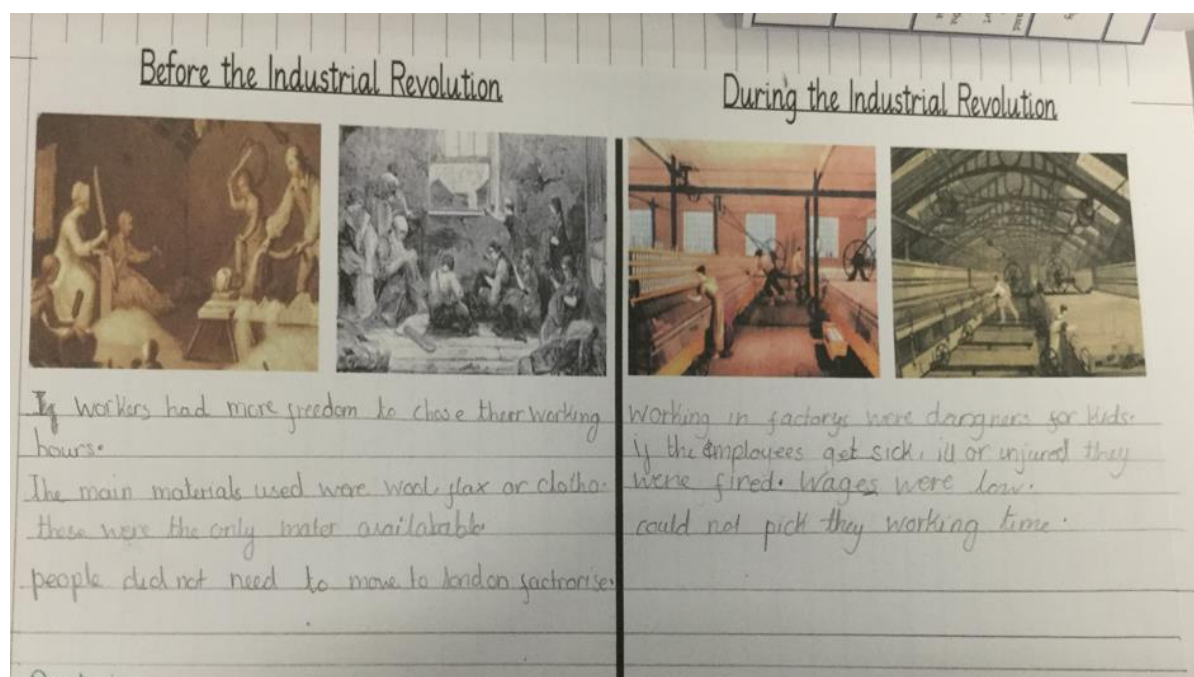 Before the Industrial Revolution
During the Industrial Revolution
workers had more freedom to chose their working
hours.
The main materials used were wool, flax or cloths.
these were the only mater availabable
people did not need to move to london factrorise.
Working in factorys were dangners for kids.
if the employees get sick, ill or injured they
were fired. Wages were low.
could not pick they working time.